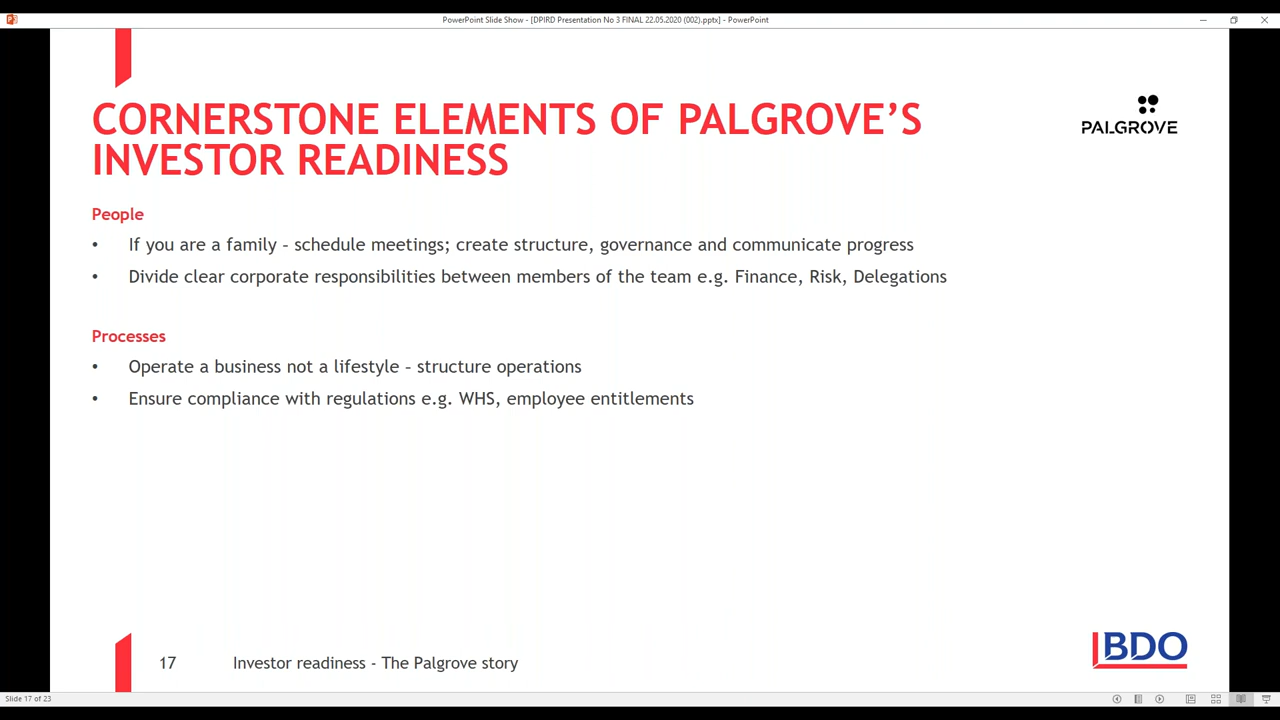 PowerPoint Slide Show - [DPIRD Presentation No 3 FINAL 22.05.2020 (002).pptx] - PowerPoint
CORNERSTONE ELEMENTS OF PALGROVE’S
INVESTOR READINESS
PALGROVE
People
• If you are a family – schedule meetings; create structure, governance and communicate progress
• Divide clear corporate responsibilities between members of the team e.g. Finance, Risk, Delegations
Processes
• Operate a business not a lifestyle – structure operations
• Ensure compliance with regulations e.g. WHS, employee entitlements
17 Investor readiness - The Palgrove story
BDO
Slide 17 of 23